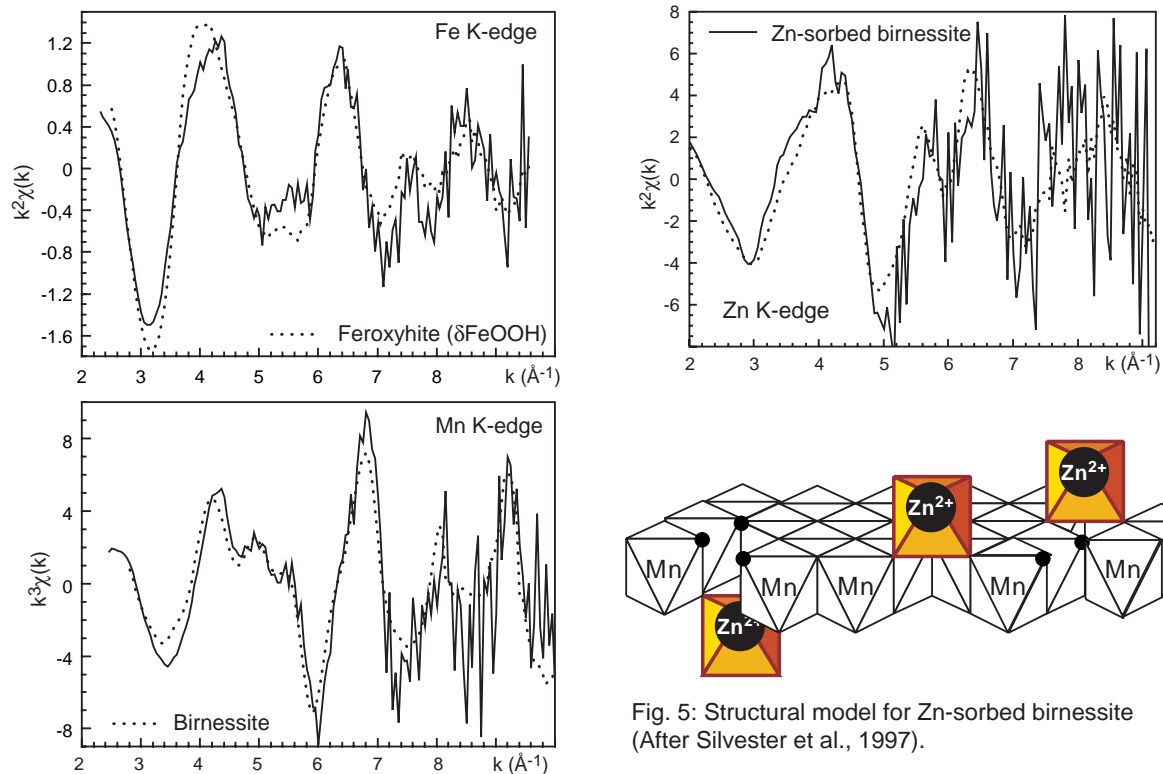 Fe K-edge
1.2
0.8
0.4
0
-0.4
-0.8
-1.2
-1.6
k²χ(k)
Feroxyhite (δFeOOH)
2 3 4 5 6 7 8 k (Å⁻¹)
Zn-sorbed birnessite
8
6
4
2
0
-2
-4
-6
k²χ(k)
Zn K-edge
2 3 4 5 6 7 8 k (Å⁻¹)
Mn K-edge
8
4
0
-4
-8
k³χ(k)
Birnessite
2 3 4 5 6 7 8 k (Å⁻¹)
Zn²⁺
Zn²⁺
Mn Mn Mn Mn Mn
Zn²⁺
Fig. 5: Structural model for Zn-sorbed birnessite
(After Silvester et al., 1997).